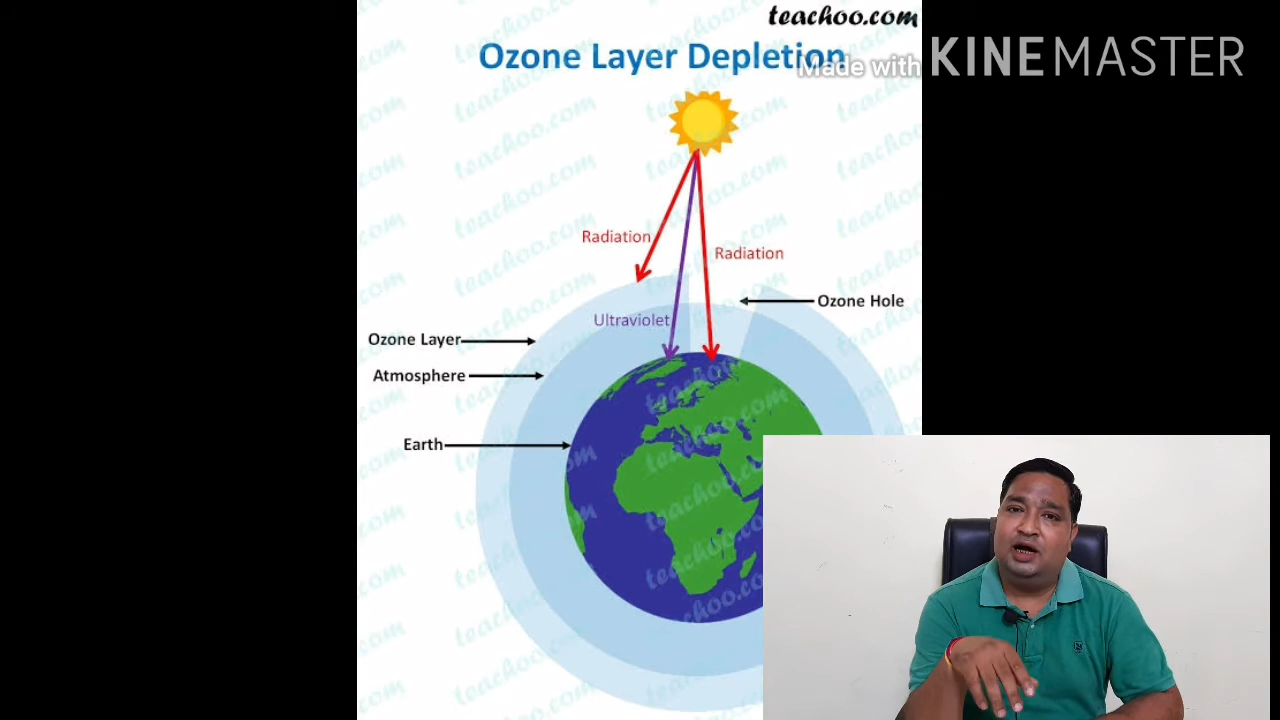 teachoo.com
Ozone Layer Depletion
Made with KINEMASTER
Radiation
Radiation
Ozone Hole
Ultraviolet
Ozone Layer
Atmosphere
Earth